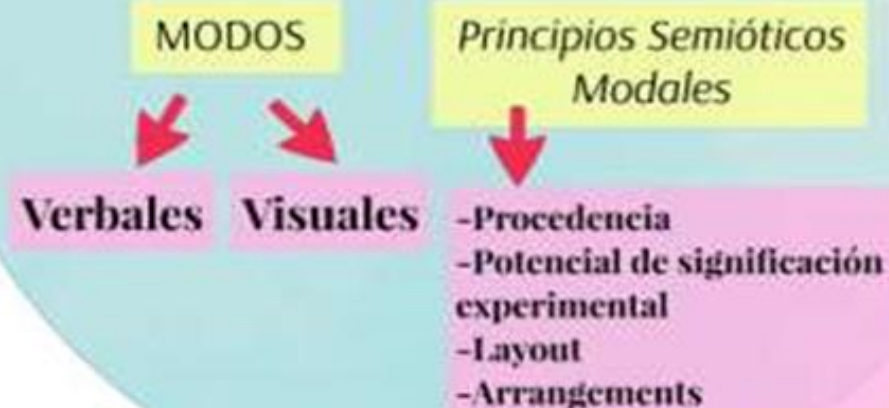 MODOS
Principios Semióticos
Modales
Verbales
Visuales
-Procedencia
-Potencial de significación
experimental
-Layout
-Arrangements